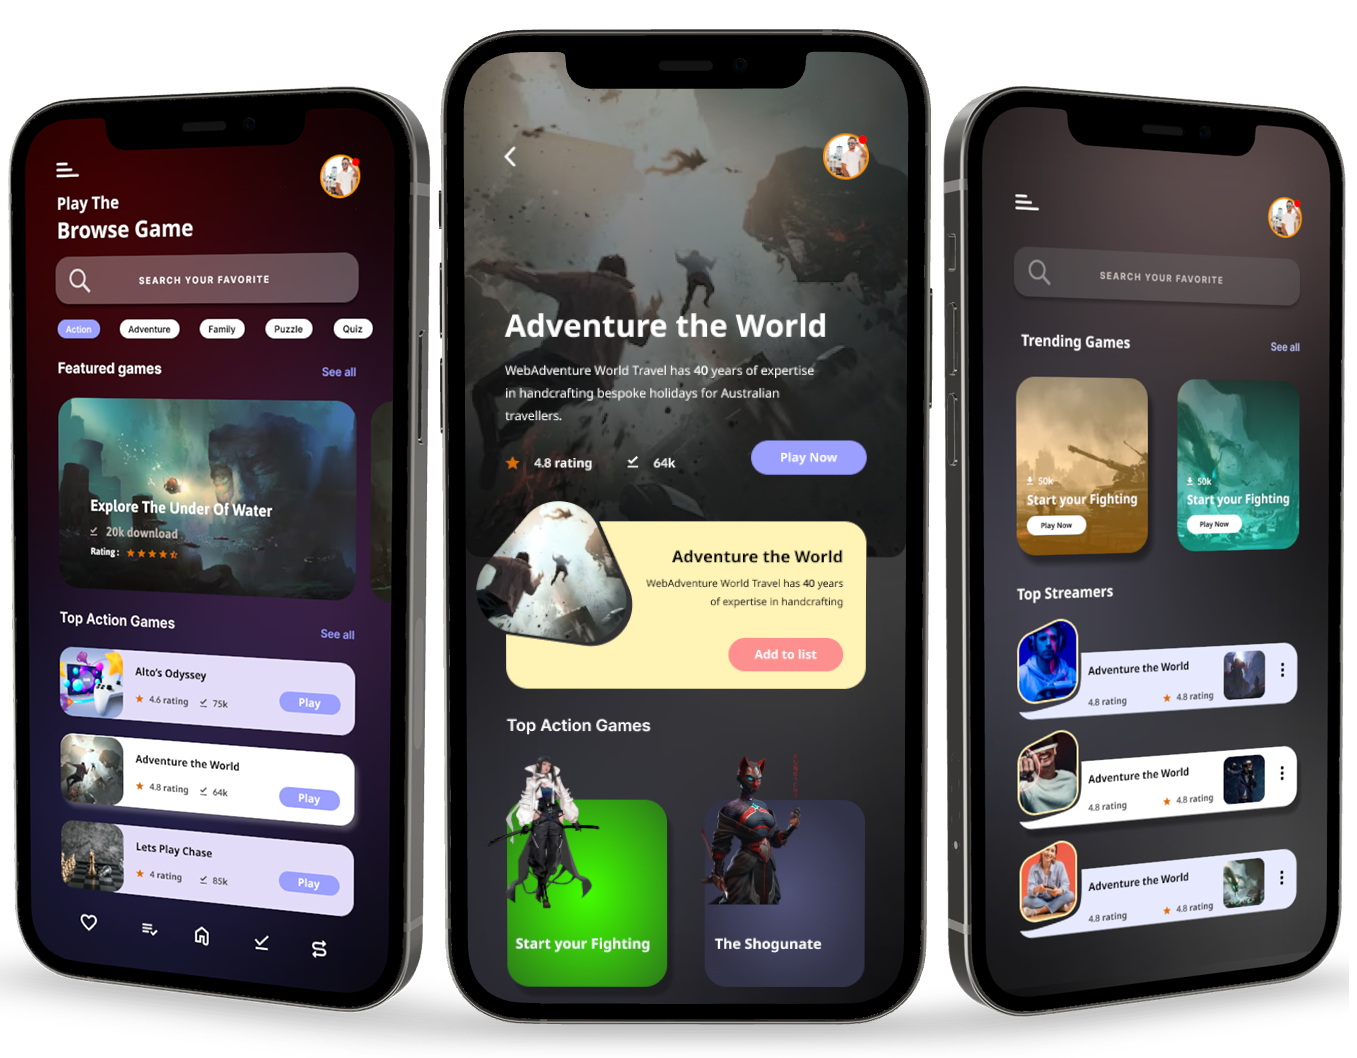 Play The
Browse Game
SEARCH YOUR FAVORITE
Action
Adventure
Family
Puzzle
Quiz
Featured games
See all
Explore The Under Of Water
20k download
Rating :
Top Action Games
See all
Alto's Odyssey
4.6 rating
75k
Play
Adventure the World
4.8 rating
64k
Play
Lets Play Chase
4 rating
85k
Play
Adventure the World
WebAdventure World Travel has 40 years of expertise
in handcrafting bespoke holidays for Australian
travellers.
4.8 rating
64k
Play Now
Adventure the World
WebAdventure World Travel has 40 years
of expertise in handcrafting
Add to list
Top Action Games
Start your Fighting
The Shogunate
SEARCH YOUR FAVORITE
Trending Games
See all
50k
Start your Fighting
Play Now
50k
Start your Fighting
Play Now
Top Streamers
Adventure the World
4.8 rating
4.8 rating
Adventure the World
4.8 rating
4.8 rating
Adventure the World
4.8 rating
4.8 rating